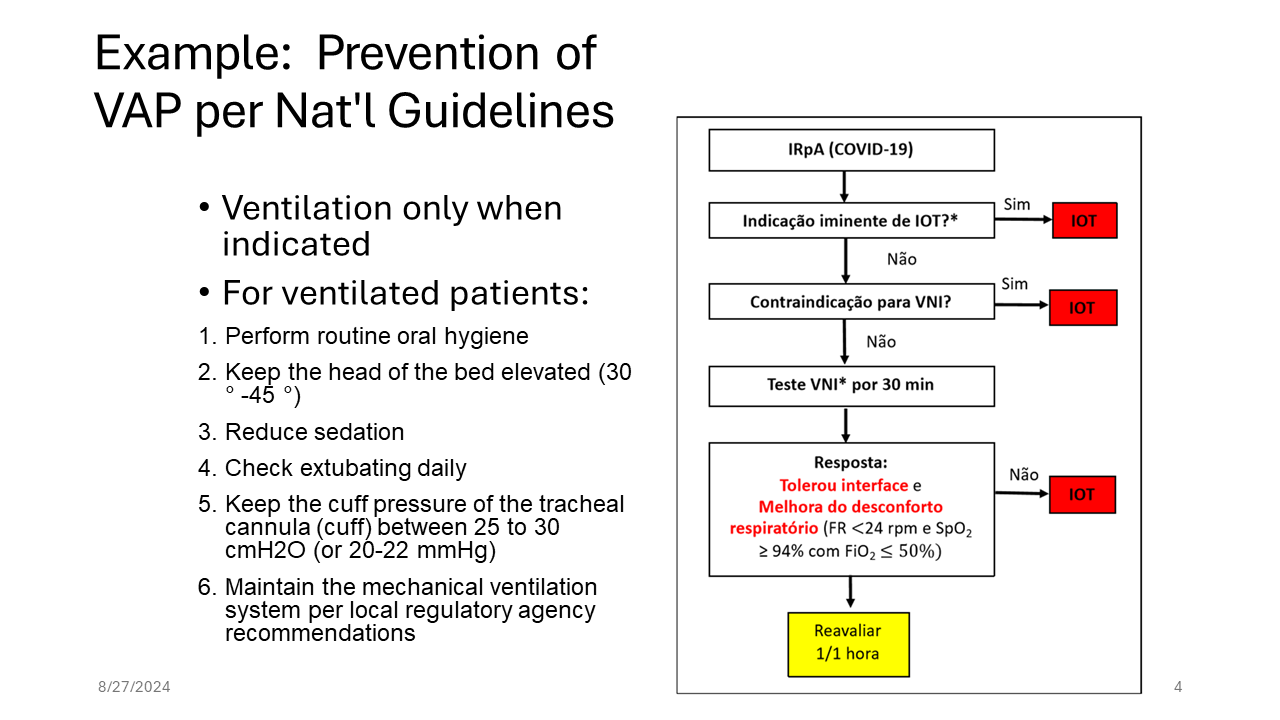 Example:  Prevention of
VAP per Nat'l Guidelines
• Ventilation only when
indicated
• For ventilated patients:
1. Perform routine oral hygiene
2. Keep the head of the bed elevated (30
° -45 °)
3. Reduce sedation
4. Check extubating daily
5. Keep the cuff pressure of the tracheal
cannula (cuff) between 25 to 30
cmH2O (or 20-22 mmHg)
6. Maintain the mechanical ventilation
system per local regulatory agency
recommendations
IRpA (COVID-19)
Indicação iminente de IOT?*
Sim
IOT
Não
Contraindicação para VNI?
Sim
IOT
Não
Teste VNI* por 30 min
Resposta:
Tolerou interface e
Melhora do desconforto
respiratório (FR <24 rpm e SpO₂
≥ 94% com FiO₂ ≤ 50%)
Não
IOT
Reavaliar
1/1 hora
8/27/2024
4